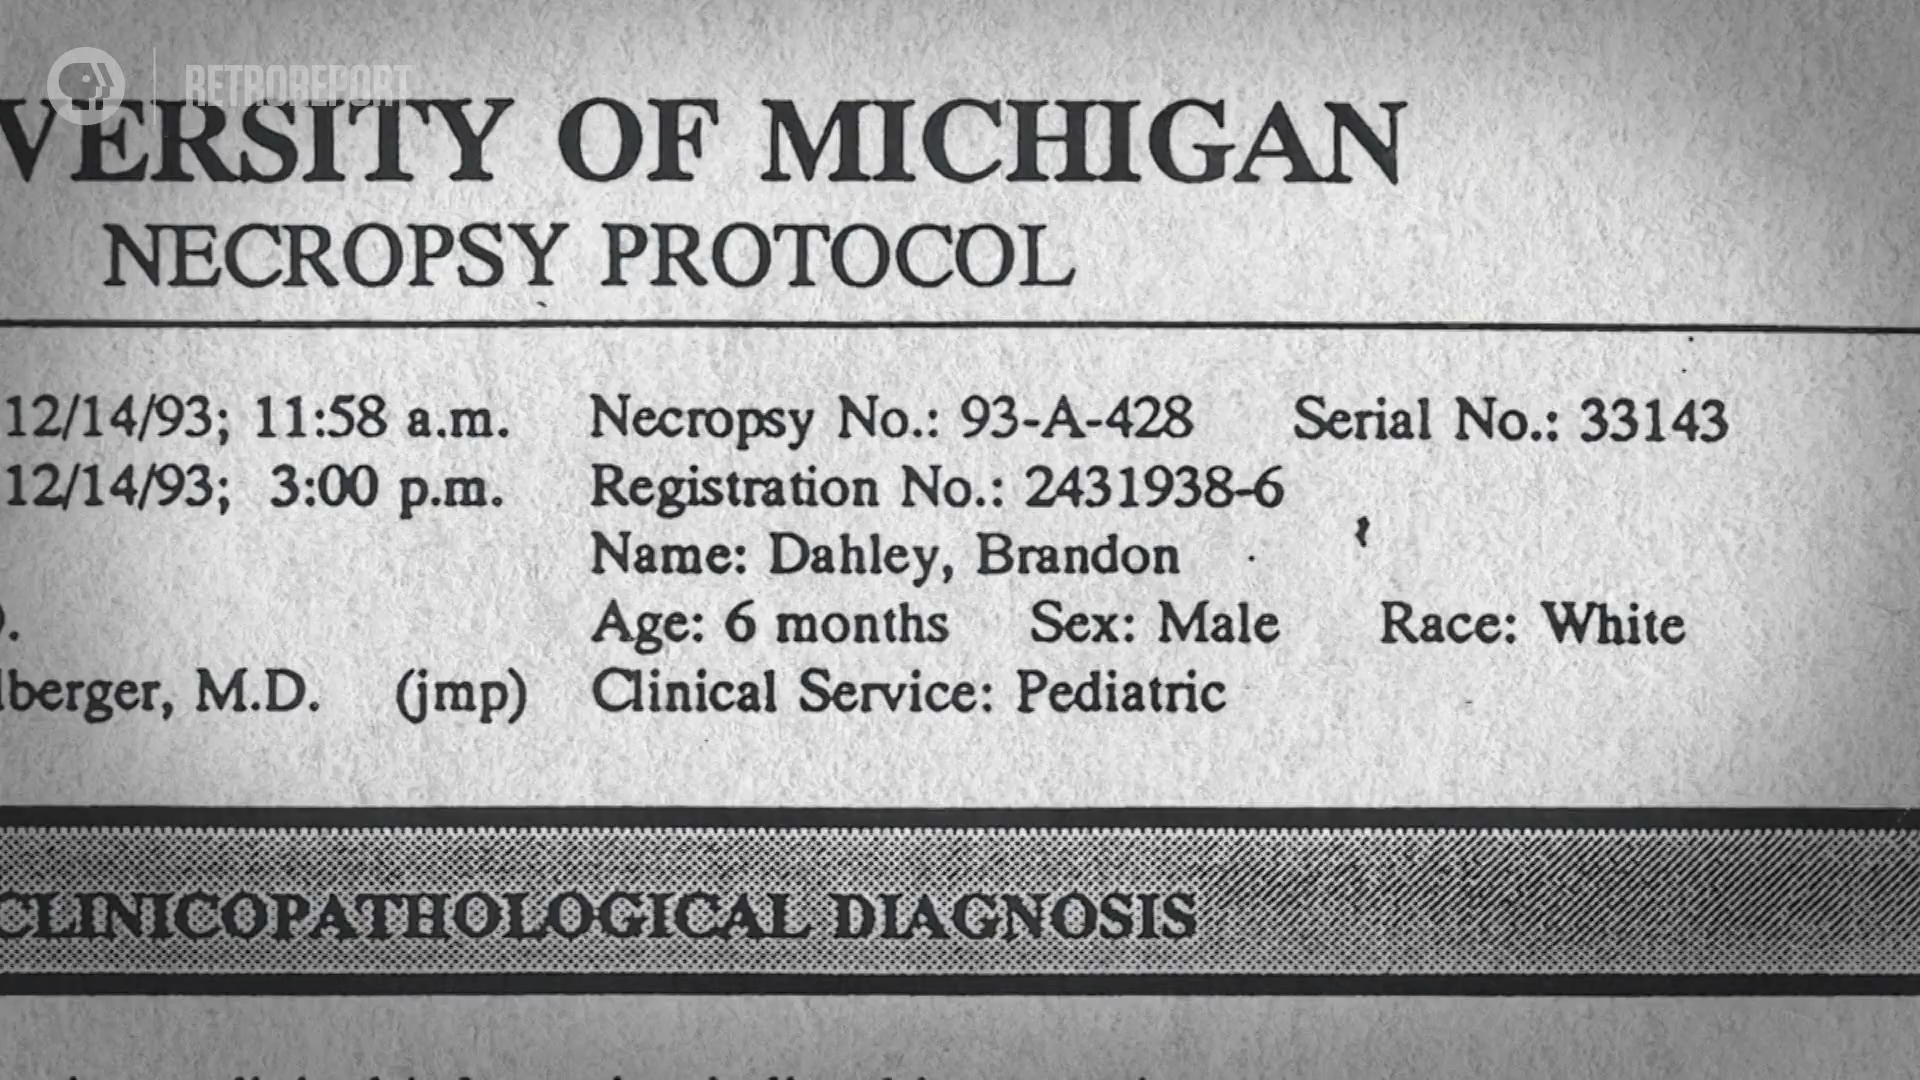 RETROREPORT
VERSITY OF MICHIGAN
NECROPSY PROTOCOL
12/14/93; 11:58 a.m. Necropsy No.: 93-A-428 Serial No.: 33143
12/14/93; 3:00 p.m. Registration No.: 2431938-6
Name: Dahley, Brandon
Age: 6 months Sex: Male Race: White
lberger, M.D. (jmp) Clinical Service: Pediatric
CLINICOPATHOLOGICAL DIAGNOSIS